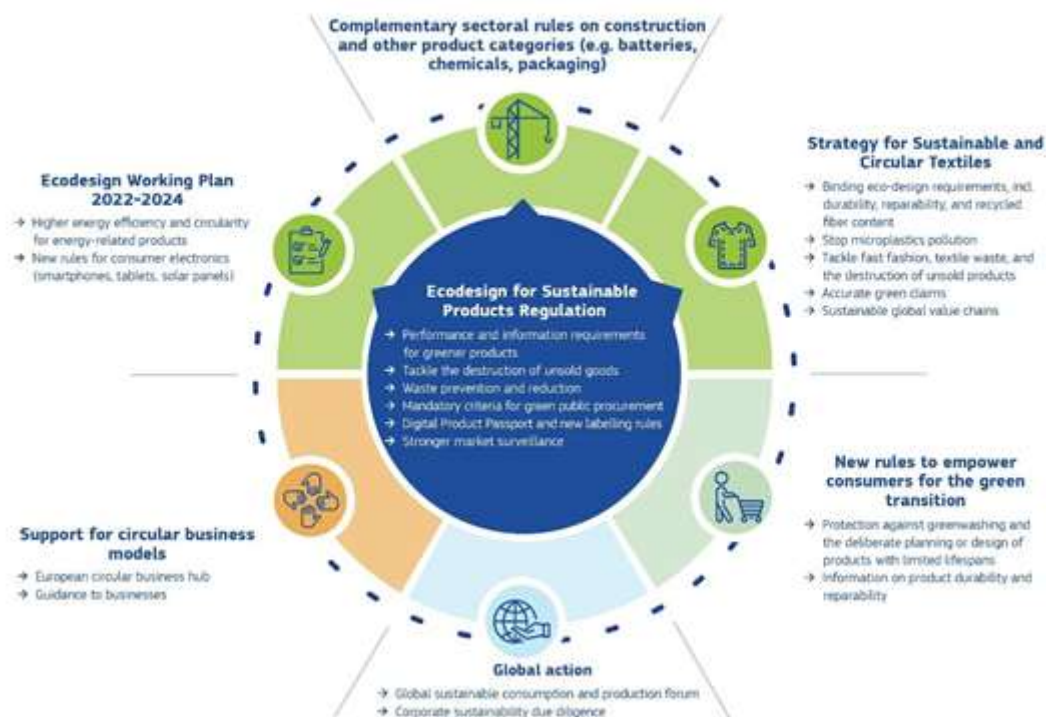 Complementary sectoral rules on construction
and other product categories (e.g. batteries,
chemicals, packaging)
Ecodesign Working Plan
2022-2024
→ Higher energy efficiency and circularity
for energy-related products
→ New rules for consumer electronics
(smartphones, tablets, solar panels)
Strategy for Sustainable and
Circular Textiles
→ Binding eco-design requirements, incl.
durability, reparability, and recycled
fiber content
→ Stop microplastics pollution
→ Tackle fast fashion, textile waste, and
the destruction of unsold products
→ Accurate green claims
→ Sustainable global value chains
Ecodesign for Sustainable
Products Regulation
→ Performance and information requirements
for greener products
→ Tackle the destruction of unsold goods
→ Waste prevention and reduction
→ Mandatory criteria for green public procurement
→ Digital Product Passport and new labelling rules
→ Stronger market surveillance
Support for circular business
models
→ European circular business hub
→ Guidance to businesses
New rules to empower
consumers for the green
transition
→ Protection against greenwashing and
the deliberate planning or design of
products with limited lifespans
→ Information on product durability and
reparability
Global action
→ Global sustainable consumption and production forum
→ Corporate sustainability due diligence